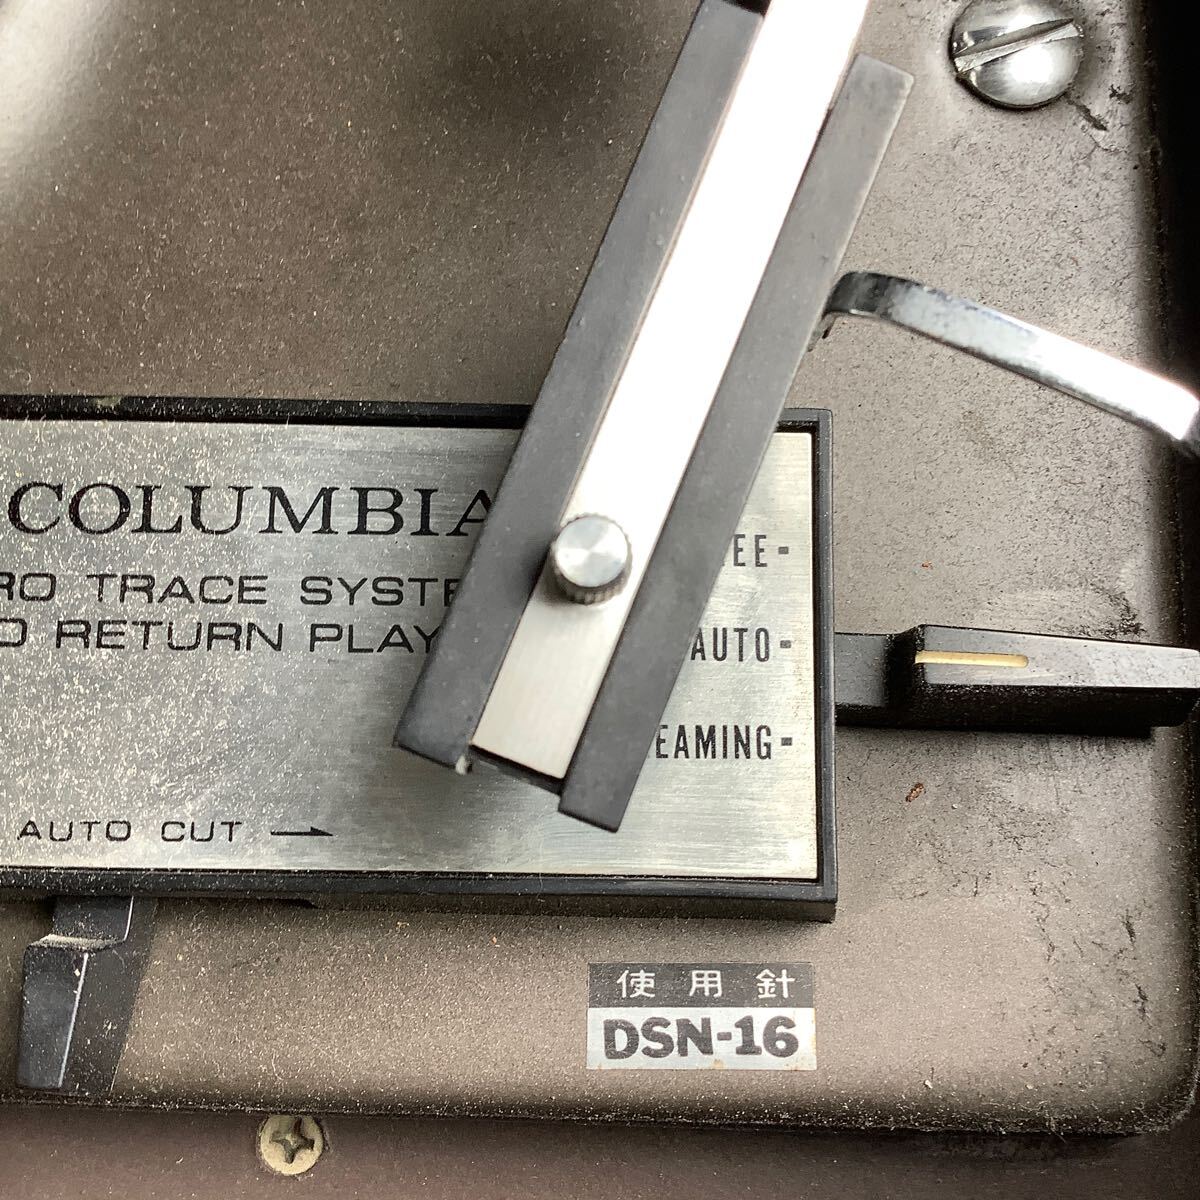 COLUMBIA
RO TRACE SYSTE
O RETURN PLAY
EE-
AUTO-
EAMING-
AUTO CUT →
使用針
DSN-16